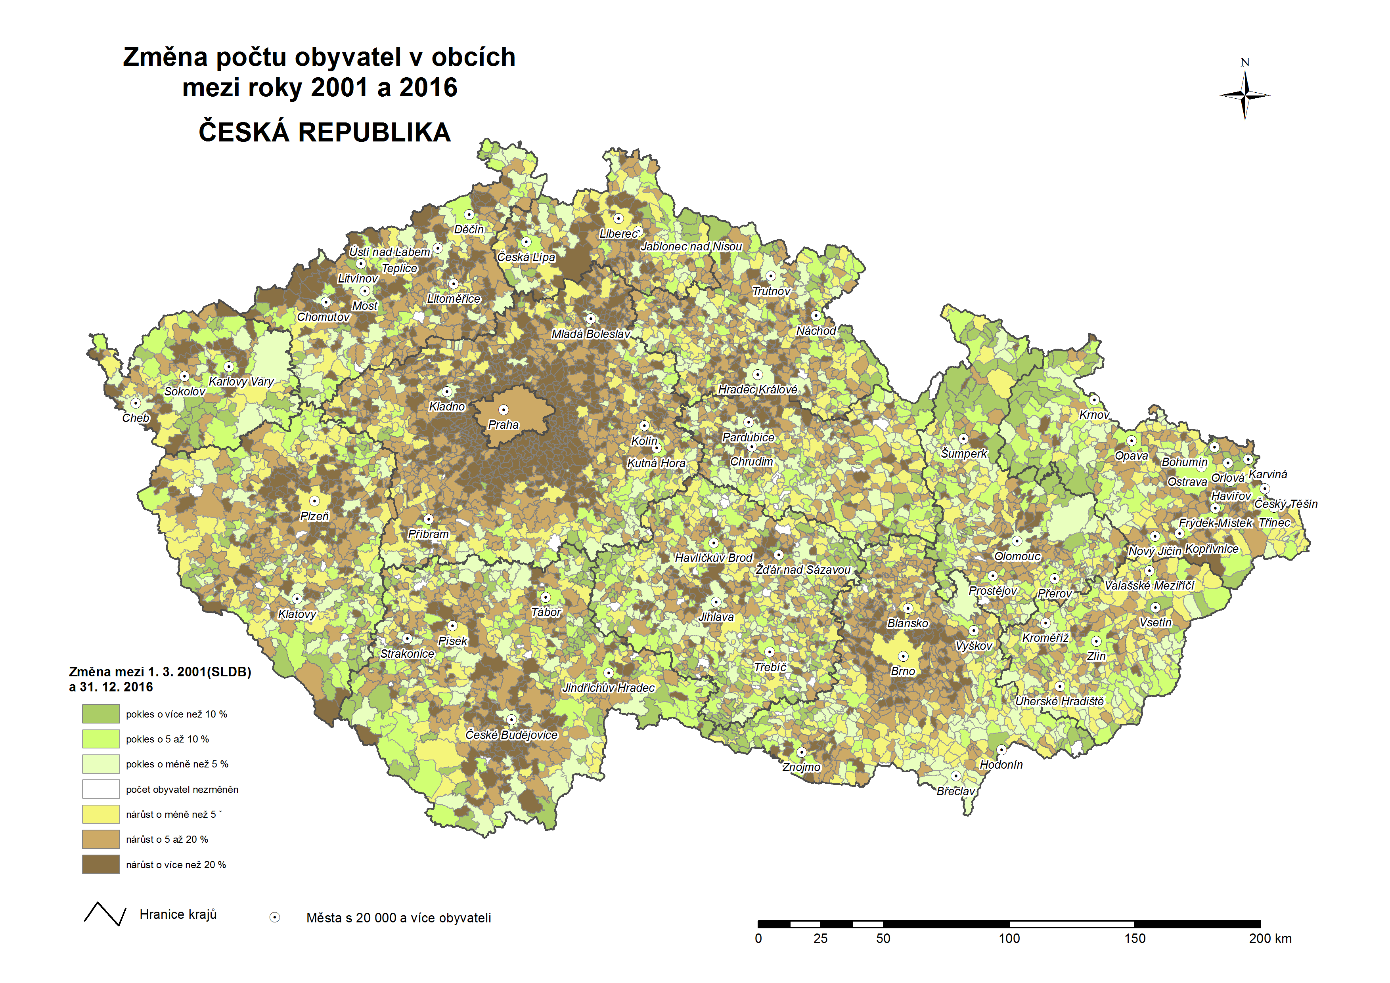 Změna počtu obyvatel v obcích
mezi roky 2001 a 2016
ČESKÁ REPUBLIKA
N
Děčín
Liberec
Jablonec nad Nisou
Ústí nad Labem
Česká Lípa
Teplice
Litvínov
Trutnov
Most
Litoměřice
Chomutov
Mladá Boleslav
Náchod
Karlovy Váry
Sokolov
Hradec Králové
Cheb
Kladno
Krnov
Praha
Pardubice
Kolín
Kutná Hora
Chrudim
Šumperk
Opava
Bohumín
Karviná
Orlová
Ostrava
Havířov
Český Těšín
Plzeň
Frýdek-Místek
Třinec
Příbram
Havlíčkův Brod
Žďár nad Sázavou
Olomouc
Nový Jičín
Kopřivnice
Valašské Meziříčí
Prostějov
Přerov
Klatovy
Tábor
Jihlava
Blansko
Vsetín
Kroměříž
Písek
Strakonice
Vyškov
Zlín
Třebíč
Brno
Jindřichův Hradec
Uherské Hradiště
České Budějovice
Znojmo
Hodonín
Břeclav
Změna mezi 1. 3. 2001(SLDB)
a 31. 12. 2016
pokles o více než 10 %
pokles o 5 až 10 %
pokles o méně než 5 %
počet obyvatel nezměněn
nárůst o méně než 5 `
nárůst o 5 až 20 %
nárůst o více než 20 %
Hranice krajů
Města s 20 000 a více obyvateli
0 25 50 100 150 200 km